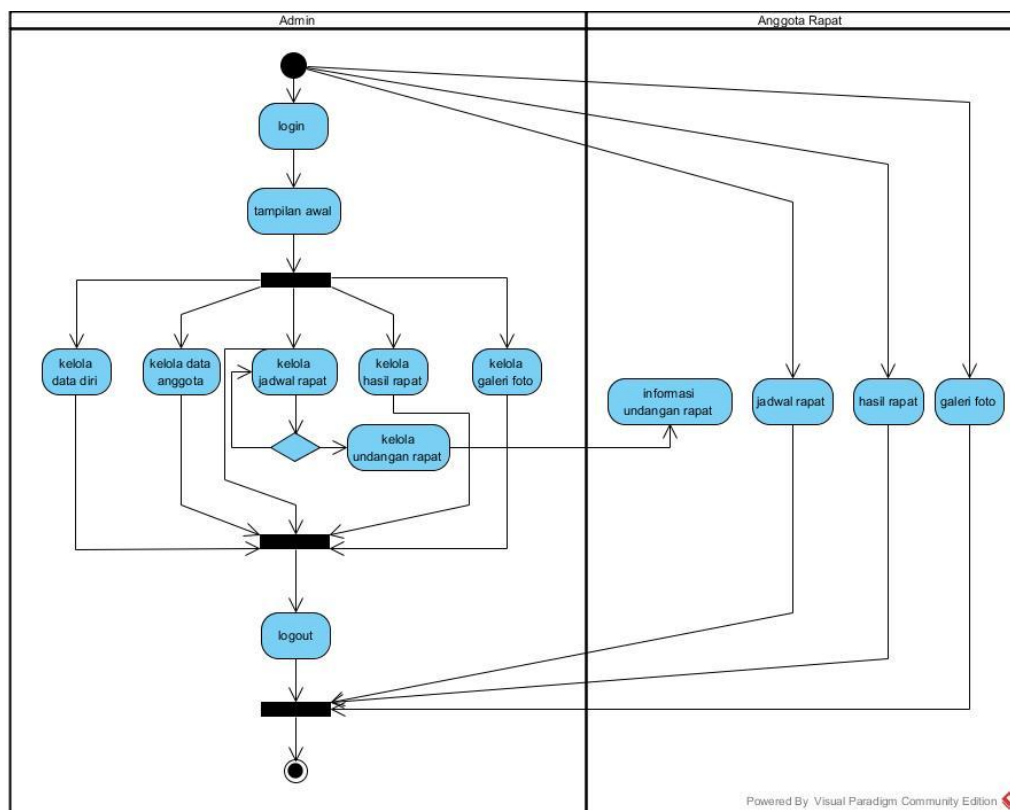 Admin
Anggota Rapat
login
tampilan awal
kelola
data diri
kelola data
anggota
kelola
jadwal rapat
kelola
hasil rapat
kelola
galeri foto
informasi
undangan rapat
jadwal rapat
hasil rapat
galeri foto
kelola
undangan rapat
logout
Powered By Visual Paradigm Community Edition